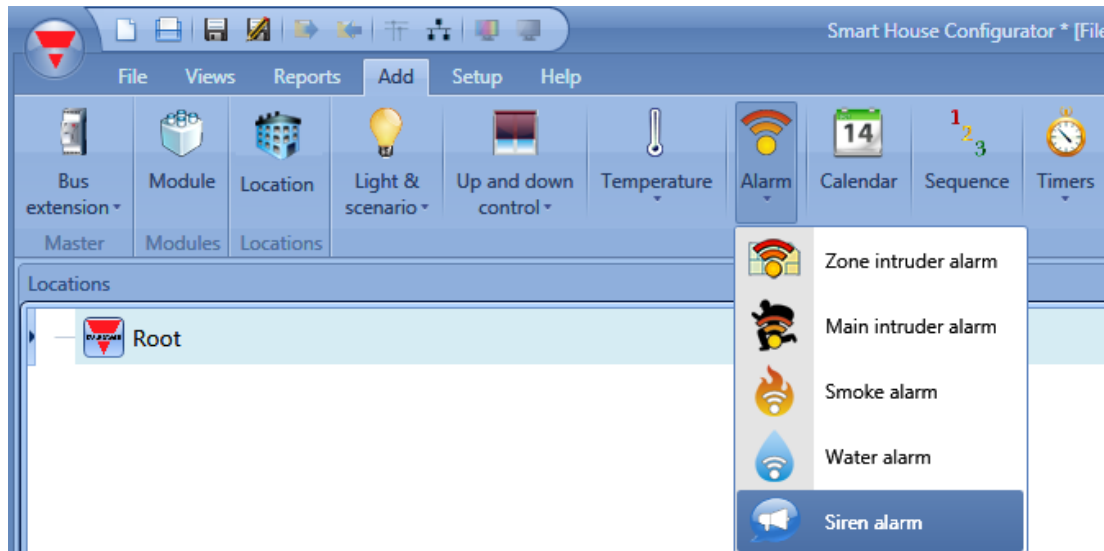 Smart House Configurator * [File
File Views Reports Add Setup Help
14
1
2
3
Bus extension
Module
Location
Light & scenario
Up and down control
Temperature
Alarm
Calendar
Sequence
Timers
Master
Modules
Locations
Zone intruder alarm
Locations
Main intruder alarm
Root
Smoke alarm
Water alarm
Siren alarm